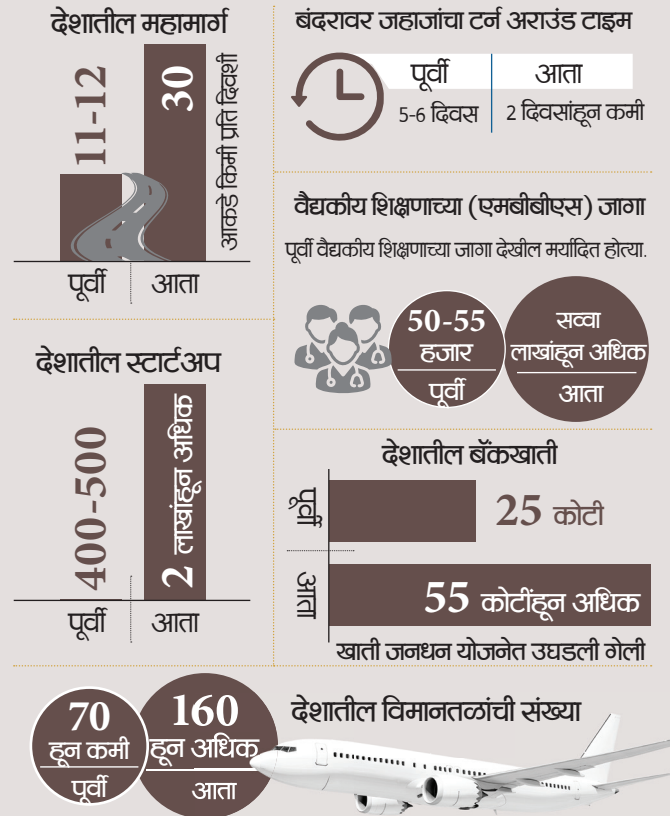 देशातील महामार्ग
11-12
30
आकडे किमी प्रति दिवशी
पूर्वी
आता
बंदरावर जहाजांचा टर्न अराउंड टाइम
पूर्वी
आता
5-6 दिवस
2 दिवसांहून कमी
वैद्यकीय शिक्षणाच्या (एमबीबीएस) जागा
पूर्वी वैद्यकीय शिक्षणाच्या जागा देखील मर्यादित होत्या.
50-55
हजार
पूर्वी
सव्वा
लाखांहून अधिक
आता
देशातील स्टार्टअप
400-500
2 लाखांहून अधिक
पूर्वी
आता
देशातील बॅंकखाती
पूर्वी
25 कोटी
आता
55 कोटींहून अधिक
खाती जनधन योजनेत उघडली गेली
70
हून कमी
पूर्वी
160
हून अधिक
आता
देशातील विमानतळांची संख्या